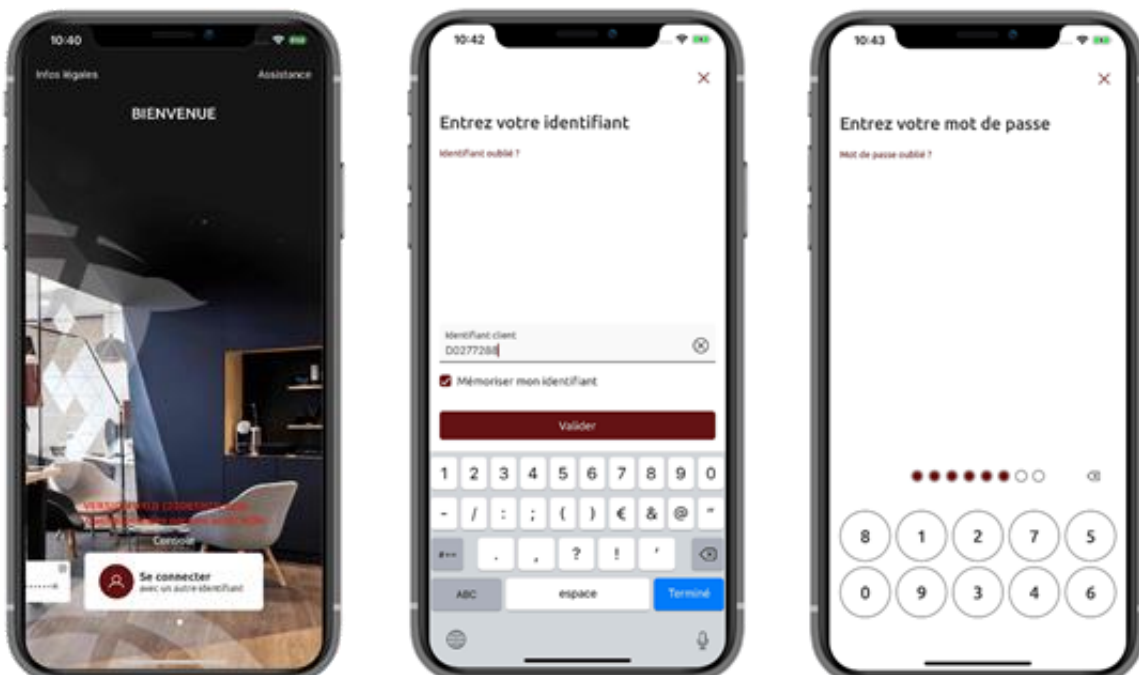 10:40
Infos légales
Assistance
BIENVENUE
Console
Se connecter
avec un autre identifiant
10:42
Entrez votre identifiant
Identifiant oublié ?
Identifiant client
D0277288
Mémoriser mon identifiant
Valider
1 2 3 4 5 6 7 8 9 0
- / : ; ( ) € & @ "
#+=
. , ? ! '
ABC
espace
Terminé
10:43
Entrez votre mot de passe
Mot de passe oublié ?
8 1 2 7 5
0 9 3 4 6